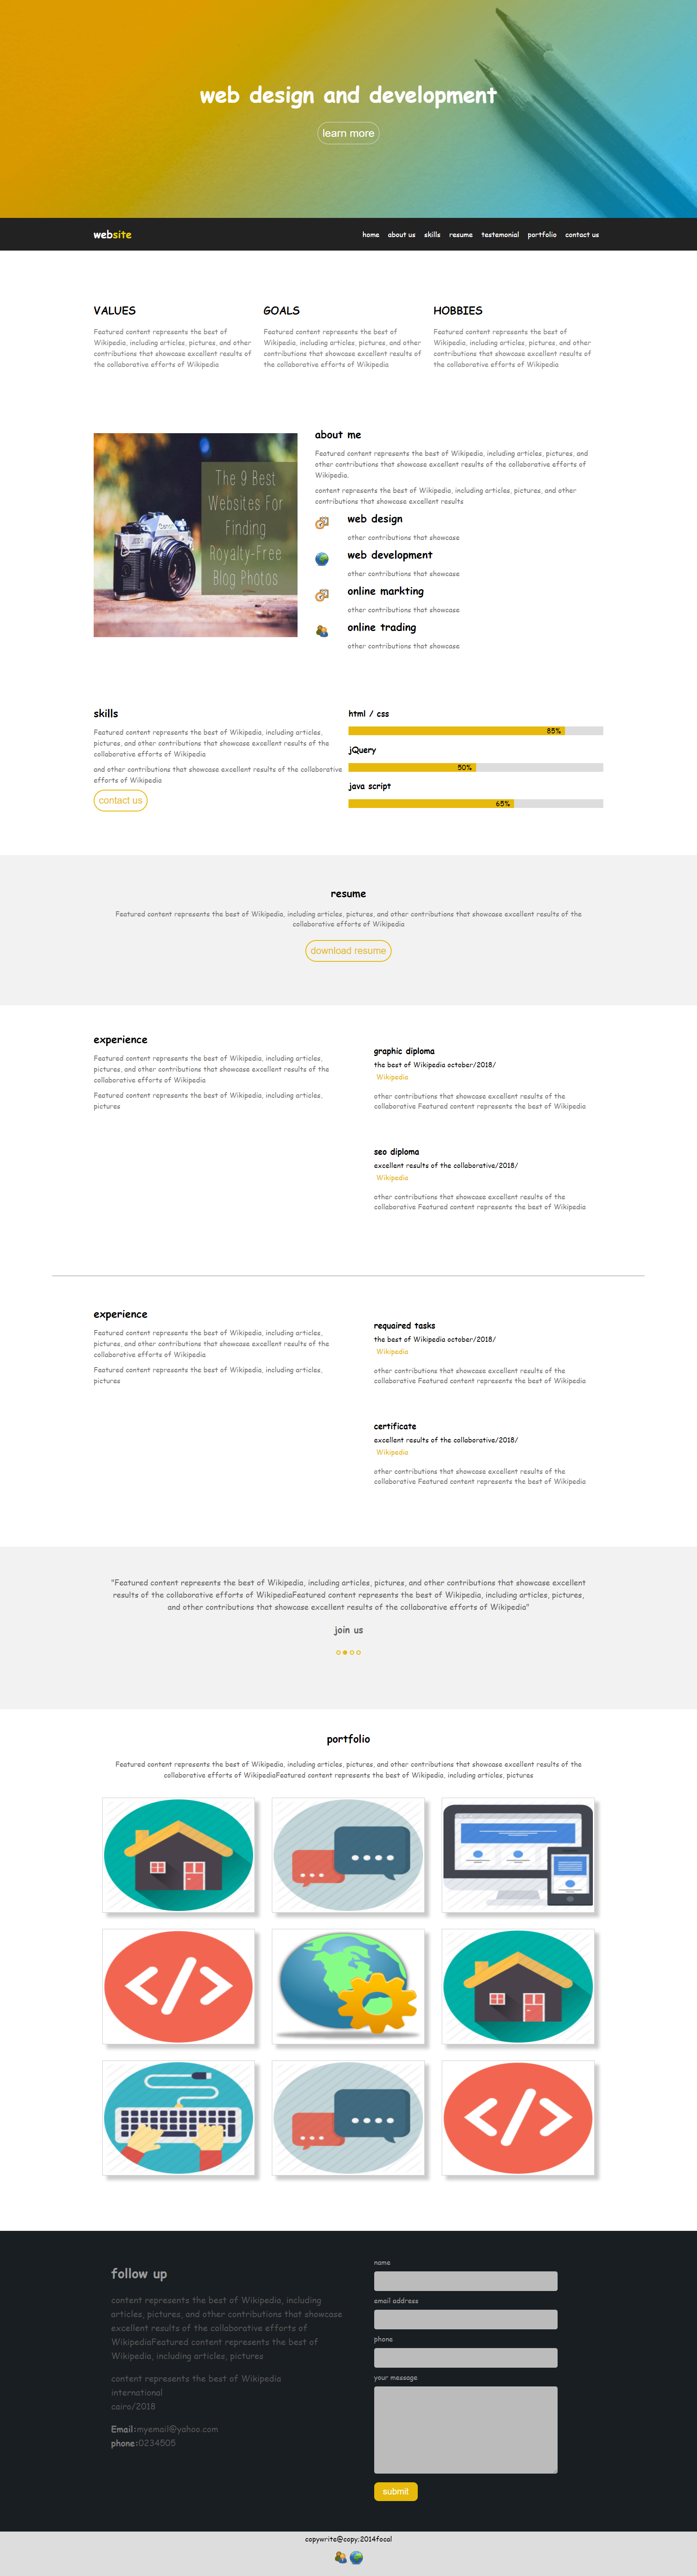 web design and development
learn more
website
home about us skills resume testemonial portfolio contact us
VALUES
Featured content represents the best of
Wikipedia, including articles, pictures, and other
contributions that showcase excellent results of
the collaborative efforts of Wikipedia
GOALS
Featured content represents the best of
Wikipedia, including articles, pictures, and other
contributions that showcase excellent results of
the collaborative efforts of Wikipedia
HOBBIES
Featured content represents the best of
Wikipedia, including articles, pictures, and other
contributions that showcase excellent results of
the collaborative efforts of Wikipedia
The 9 Best
Websites For
Finding
Royalty-Free
Blog Photos
Canon
about me
Featured content represents the best of Wikipedia, including articles, pictures, and
other contributions that showcase excellent results of the collaborative efforts of
Wikipedia.
content represents the best of Wikipedia, including articles, pictures, and other
contributions that showcase excellent results
web design
other contributions that showcase
web development
other contributions that showcase
online markting
other contributions that showcase
online trading
other contributions that showcase
skills
Featured content represents the best of Wikipedia, including articles,
pictures, and other contributions that showcase excellent results of the
collaborative efforts of Wikipedia
and other contributions that showcase excellent results of the collaborative
efforts of Wikipedia
contact us
html / css
85%
jQuery
50%
java script
65%
resume
Featured content represents the best of Wikipedia, including articles, pictures, and other contributions that showcase excellent results of the
collaborative efforts of Wikipedia
download resume
experience
Featured content represents the best of Wikipedia, including articles,
pictures, and other contributions that showcase excellent results of the
collaborative efforts of Wikipedia
Featured content represents the best of Wikipedia, including articles,
pictures
graphic diploma
the best of Wikipedia october/2018/
Wikipedia
other contributions that showcase excellent results of the
collaborative Featured content represents the best of Wikipedia
seo diploma
excellent results of the collaborative/2018/
Wikipedia
other contributions that showcase excellent results of the
collaborative Featured content represents the best of Wikipedia
experience
Featured content represents the best of Wikipedia, including articles,
pictures, and other contributions that showcase excellent results of the
collaborative efforts of Wikipedia
Featured content represents the best of Wikipedia, including articles,
pictures
requaired tasks
the best of Wikipedia october/2018/
Wikipedia
other contributions that showcase excellent results of the
collaborative Featured content represents the best of Wikipedia
certificate
excellent results of the collaborative/2018/
Wikipedia
other contributions that showcase excellent results of the
collaborative Featured content represents the best of Wikipedia
"Featured content represents the best of Wikipedia, including articles, pictures, and other contributions that showcase excellent
results of the collaborative efforts of WikipediaFeatured content represents the best of Wikipedia, including articles, pictures,
and other contributions that showcase excellent results of the collaborative efforts of Wikipedia"
join us
portfolio
Featured content represents the best of Wikipedia, including articles, pictures, and other contributions that showcase excellent results of the
collaborative efforts of WikipediaFeatured content represents the best of Wikipedia, including articles, pictures
</>
</>
follow up
content represents the best of Wikipedia, including
articles, pictures, and other contributions that showcase
excellent results of the collaborative efforts of
WikipediaFeatured content represents the best of
Wikipedia, including articles, pictures
content represents the best of Wikipedia
international
cairo/2018
Email:myemail@yahoo.com
phone:0234505
name
email address
phone
your message
submit
copywrite@copy;2014focal